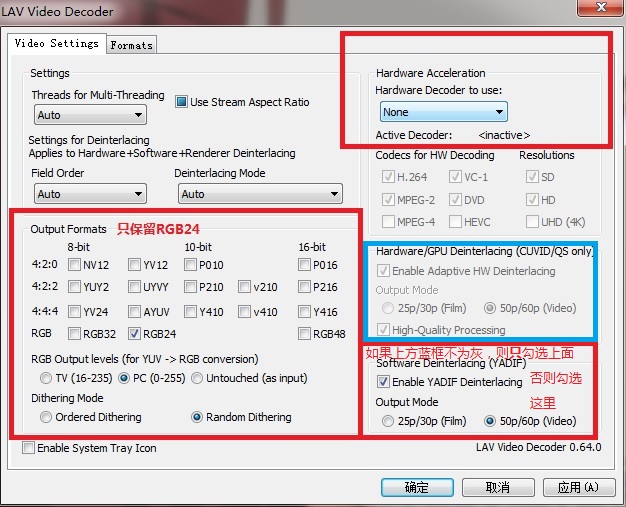 LAV Video Decoder
Video Settings
Formats
Settings
Threads for Multi-Threading
Auto
Use Stream Aspect Ratio
Settings for Deinterlacing
Applies to Hardware+Software+Renderer Deinterlacing
Field Order
Deinterlacing Mode
Auto
Auto
Hardware Acceleration
Hardware Decoder to use:
None
Active Decoder: <inactive>
Codecs for HW Decoding
Resolutions
H.264 VC-1 SD
MPEG-2 DVD HD
MPEG-4 HEVC UHD (4K)
Output Formats 只保留RGB24
8-bit 10-bit 16-bit
4:2:0 NV12 YV12 P010 P016
4:2:2 YUY2 UYVY P210 v210 P216
4:4:4 YV24 AYUV Y410 v410 Y416
RGB RGB32 RGB24 RGB48
RGB Output levels (for YUV -> RGB conversion)
TV (16-235) PC (0-255) Untouched (as input)
Dithering Mode
Ordered Dithering Random Dithering
Hardware/GPU Deinterlacing (CUVID/QS only)
Enable Adaptive HW Deinterlacing
Output Mode
25p/30p (Film) 50p/60p (Video)
High-Quality Processing
如果上方蓝框不为灰，则只勾选上面
Software Deinterlacing (YADIF)
Enable YADIF Deinterlacing 否则勾选
Output Mode 这里
25p/30p (Film) 50p/60p (Video)
Enable System Tray Icon
LAV Video Decoder 0.64.0
确定
取消
应用(A)